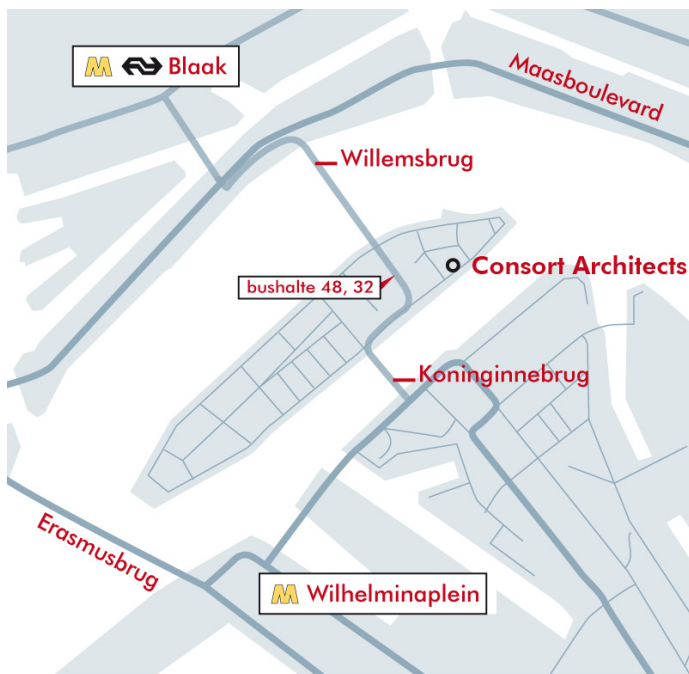 M Blaak
Maasboulevard
Willemsbrug
Consort Architects
bushalte 48, 32
Koninginnebrug
Erasmusbrug
M Wilhelminaplein